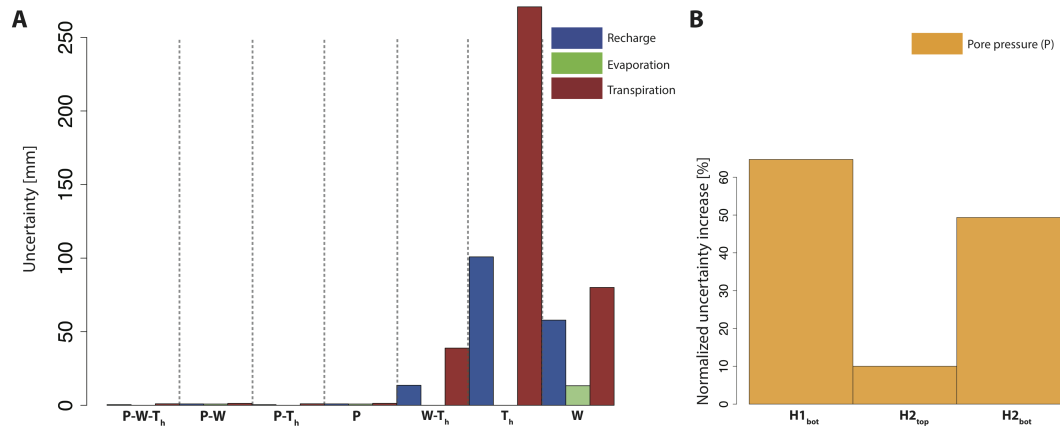 A
Uncertainty [mm]
250
200
150
100
50
0
Recharge
Evaporation
Transpiration
P-W-Th
P-W
P-Th
P
W-Th
Th
W
B
Pore pressure (P)
Normalized uncertainty increase [%]
60
50
40
30
20
10
0
H1bot
H2top
H2bot